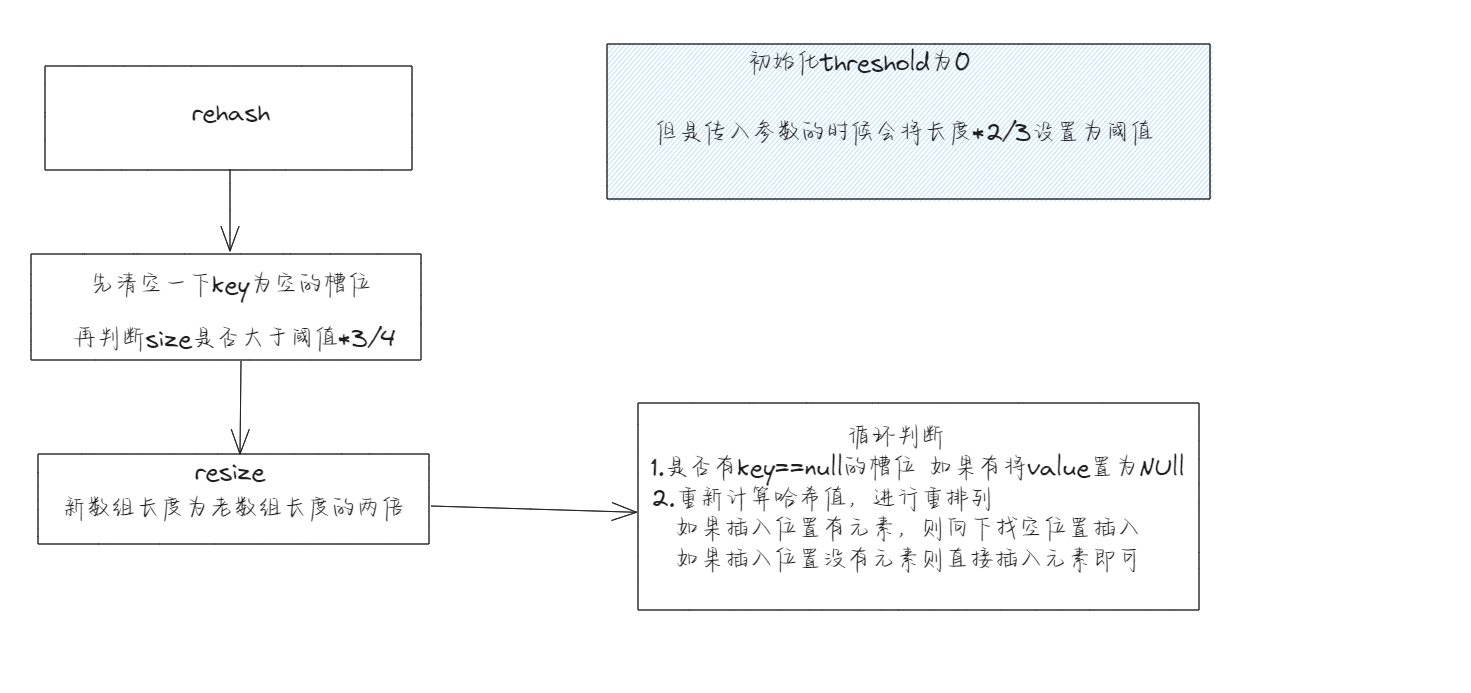 rehash
先清空一下key为空的槽位
再判断size是否大于阈值*3/4
resize
新数组长度为老数组长度的两倍
初始化threshold为0
但是传入参数的时候会将长度*2/3设置为阈值
循环判断
1.是否有key==null的槽位 如果有将value置为NUll
2.重新计算哈希值，进行重排列
如果插入位置有元素，则向下找空位置插入
如果插入位置没有元素则直接插入元素即可